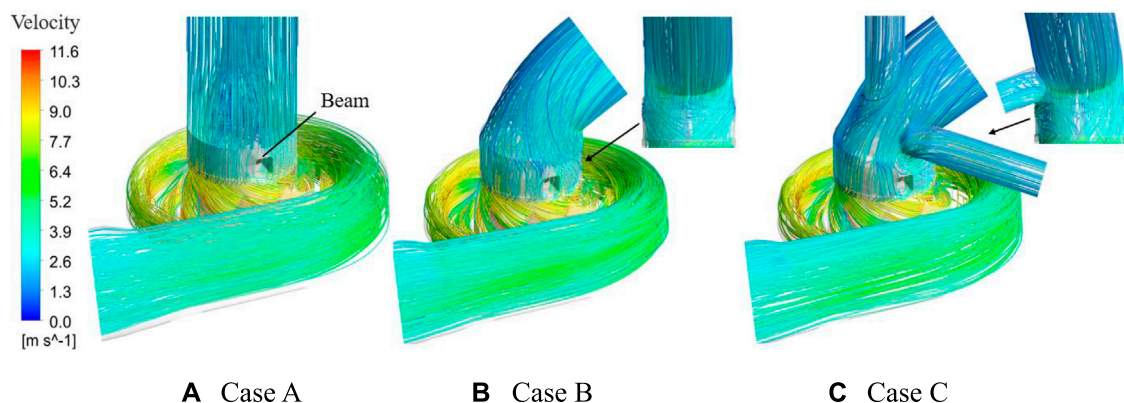 Velocity
11.6
10.3
9.0
7.7
6.4
5.2
3.9
2.6
1.3
0.0
[m s^-1]
Beam
A Case A
B Case B
C Case C